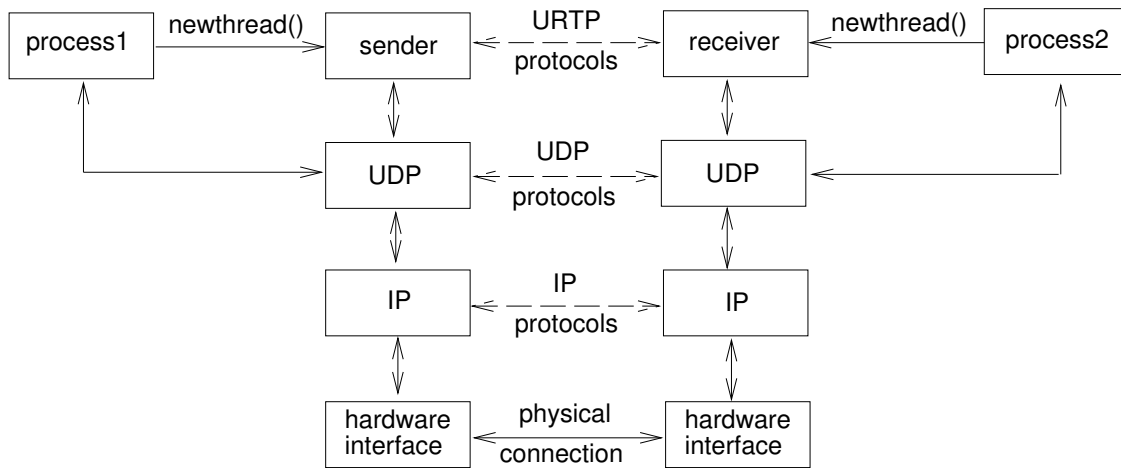 process1
newthread()
sender
URTP
protocols
receiver
newthread()
process2
UDP
UDP
protocols
UDP
IP
IP
protocols
IP
hardware
interface
physical
connection
hardware
interface